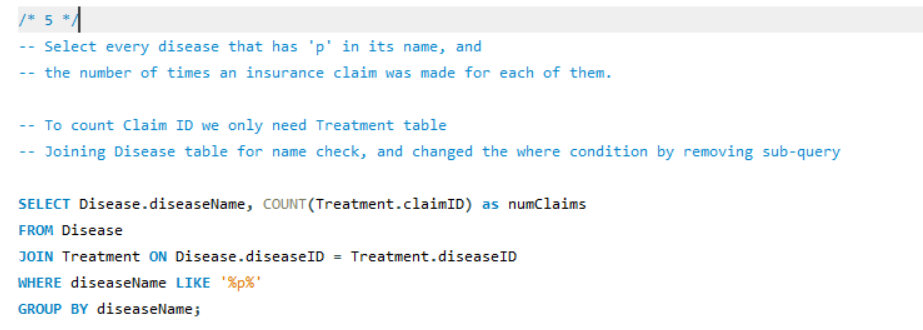 /* 5 */
-- Select every disease that has 'p' in its name, and
-- the number of times an insurance claim was made for each of them.
-- To count Claim ID we only need Treatment table
-- Joining Disease table for name check, and changed the where condition by removing sub-query
SELECT Disease.diseaseName, COUNT(Treatment.claimID) as numClaims
FROM Disease
JOIN Treatment ON Disease.diseaseID = Treatment.diseaseID
WHERE diseaseName LIKE '%p%'
GROUP BY diseaseName;